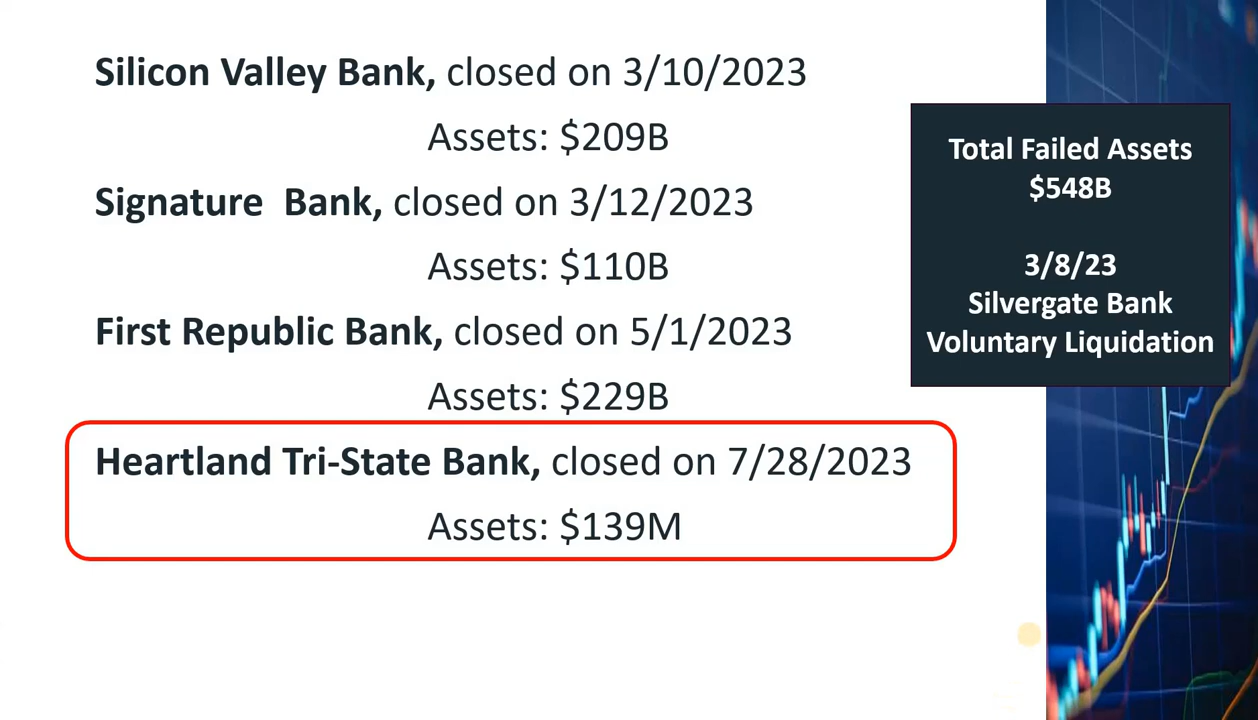 Silicon Valley Bank, closed on 3/10/2023
Assets: $209B
Signature  Bank, closed on 3/12/2023
Assets: $110B
First Republic Bank, closed on 5/1/2023
Assets: $229B
Heartland Tri-State Bank, closed on 7/28/2023
Assets: $139M
Total Failed Assets
$548B
3/8/23
Silvergate Bank
Voluntary Liquidation